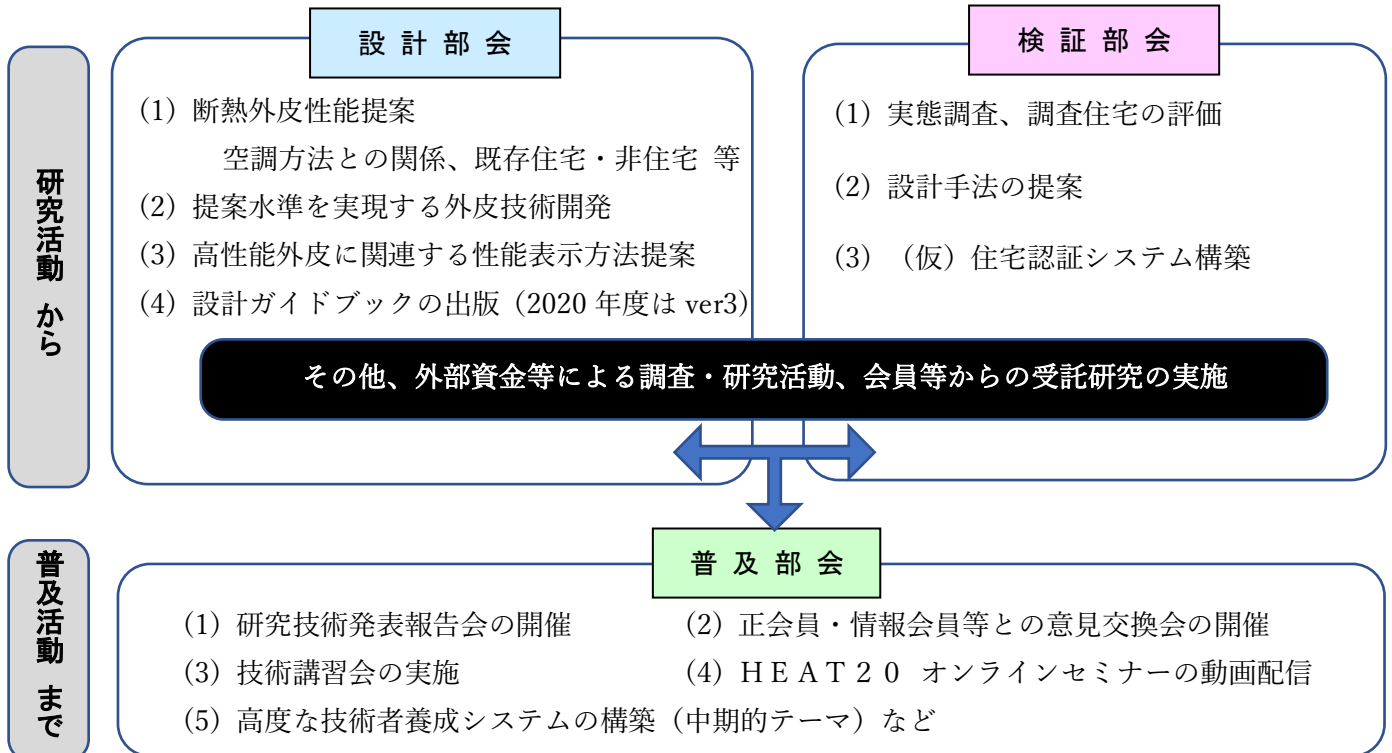 研究活動 から
設 計 部 会
(1) 断熱外皮性能提案
空調方法との関係、既存住宅・非住宅 等
(2) 提案水準を実現する外皮技術開発
(3) 高性能外皮に関連する性能表示方法提案
(4) 設計ガイドブックの出版（2020 年度は ver3）
検 証 部 会
(1) 実態調査、調査住宅の評価
(2) 設計手法の提案
(3) （仮）住宅認証システム構築
その他、外部資金等による調査・研究活動、会員等からの受託研究の実施
普及活動 まで
普 及 部 会
(1) 研究技術発表報告会の開催
(2) 正会員・情報会員等との意見交換会の開催
(3) 技術講習会の実施
(4) ＨＥＡＴ２０ オンラインセミナーの動画配信
(5) 高度な技術者養成システムの構築（中期的テーマ）など